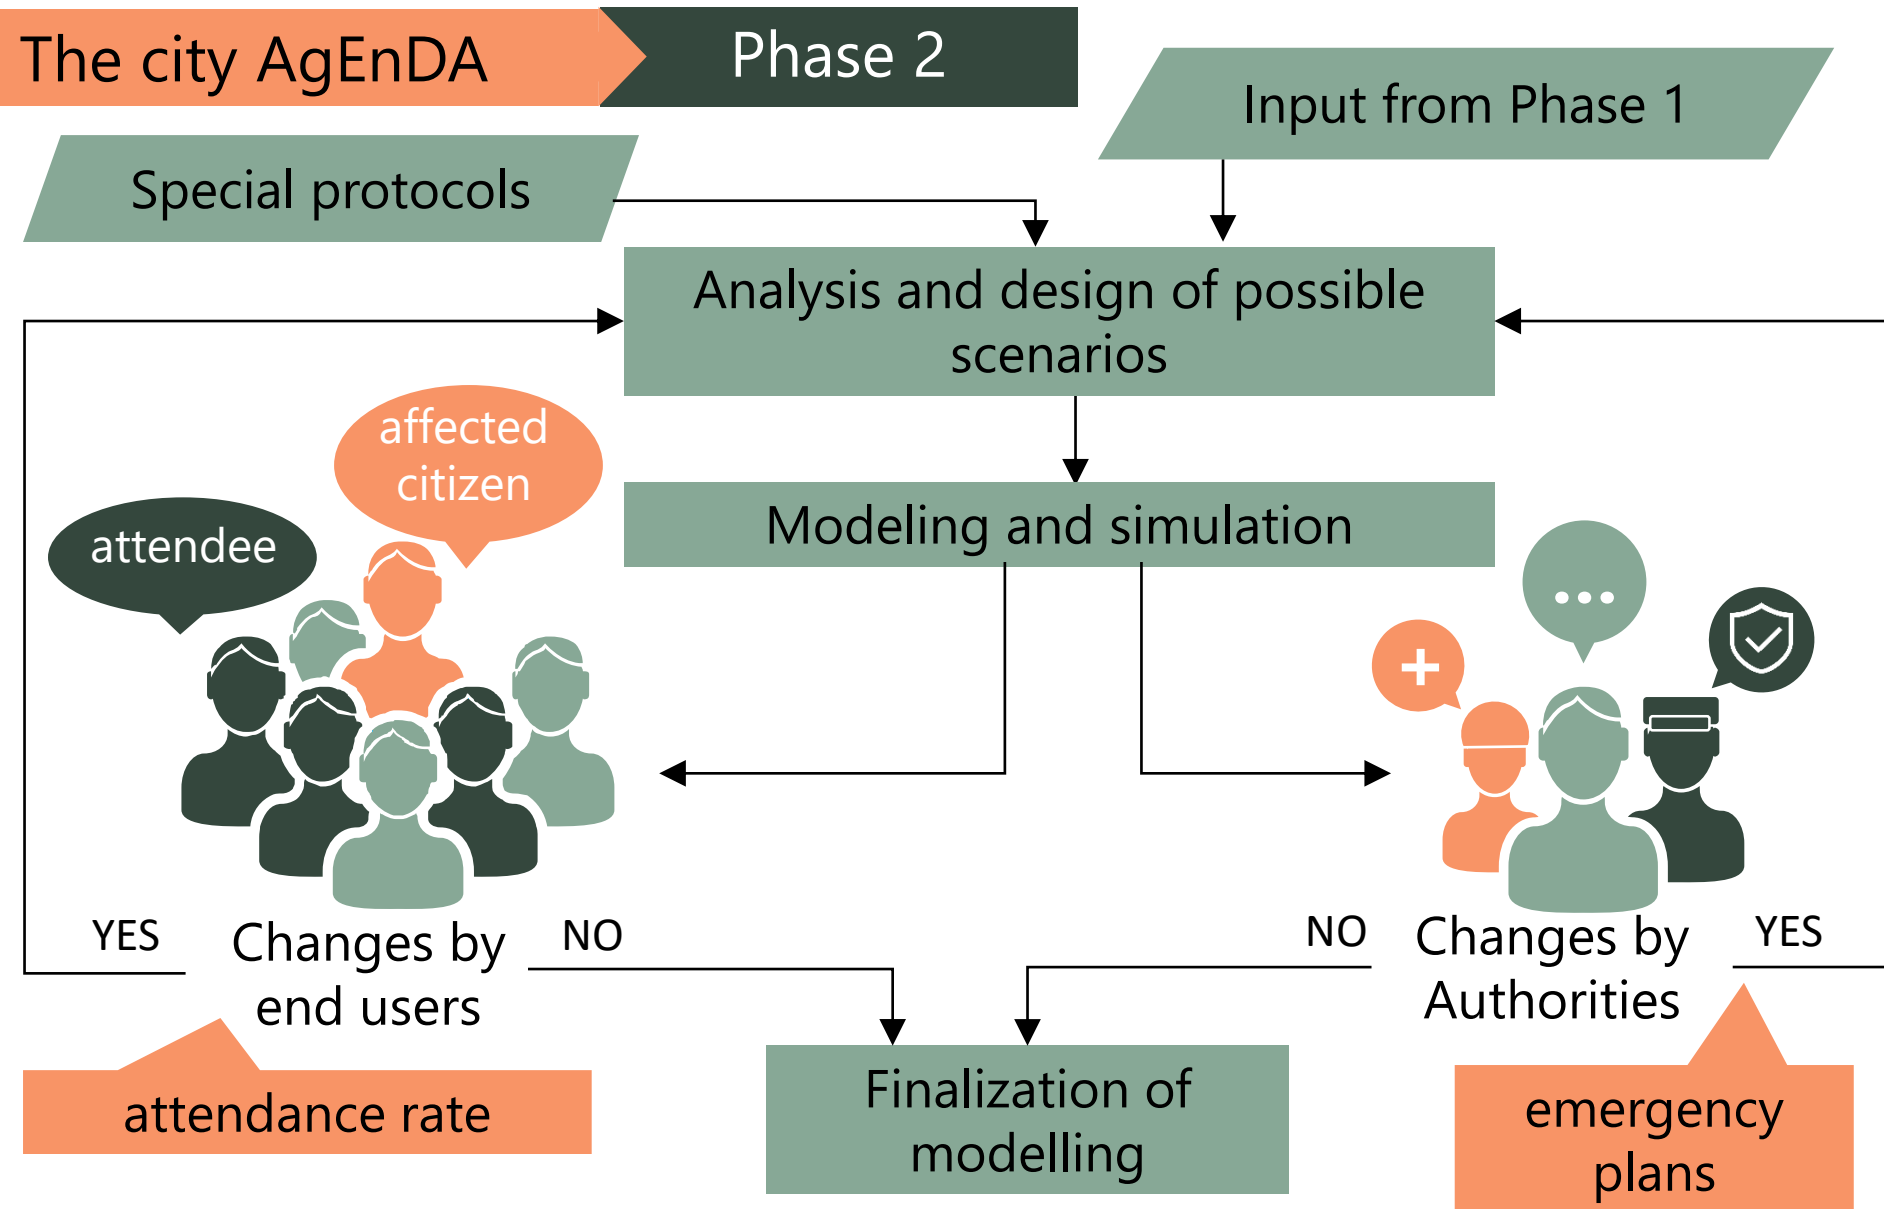 The city AgEnDA
Phase 2
Input from Phase 1
Special protocols
Analysis and design of possible
scenarios
affected
citizen
attendee
Modeling and simulation
...
+
YES
Changes by
end users
NO
NO
Changes by
Authorities
YES
attendance rate
Finalization of
modelling
emergency
plans